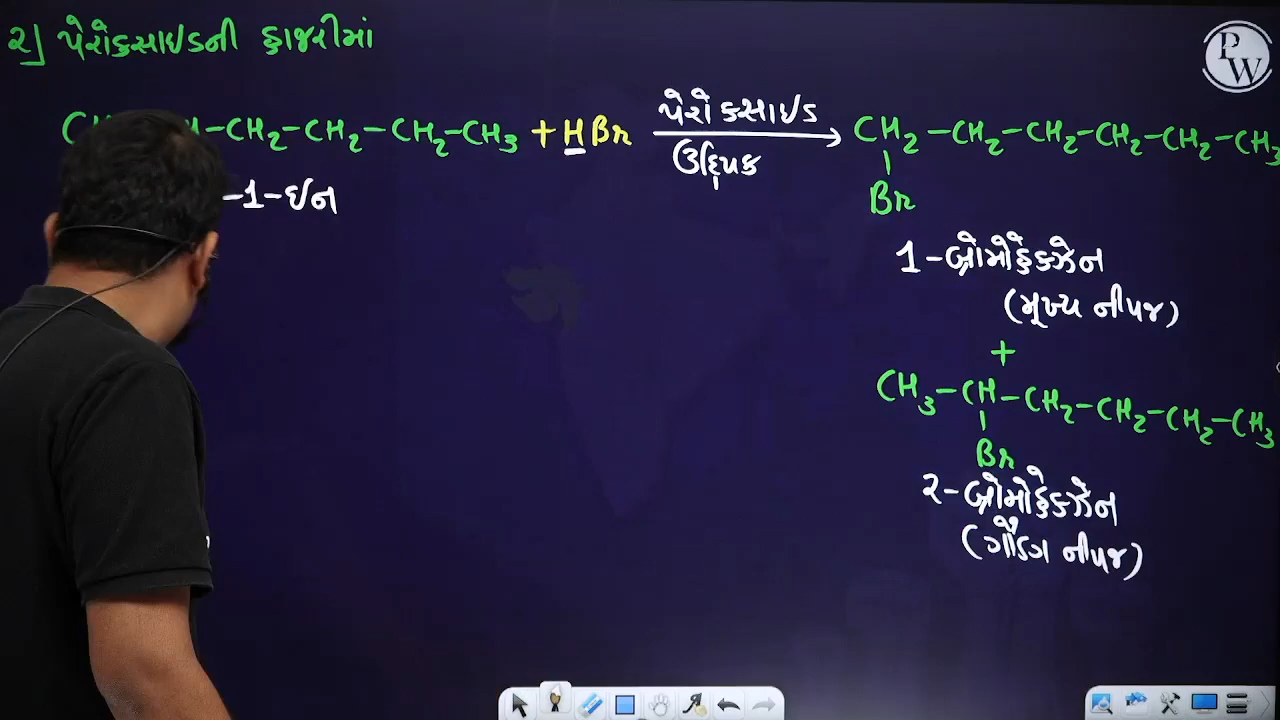 ૨] પેરોક્સાઇડની હાજરીમાં
PW
-CH₂-CH₂-CH₂-CH₃ + HBr
પેરોક્સાઇડ
ઉદ્દિપક
CH₂-CH₂-CH₂-CH₂-CH₂-CH₃
Br
-1-ઇન
1-બ્રોમોહેક્ઝેન
(મૂખ્ય નીપજ)
+
CH₃-CH-CH₂-CH₂-CH₂-CH₃
Br
૨-બ્રોમોહેક્ઝેન
(ગૌણ નીપજ)